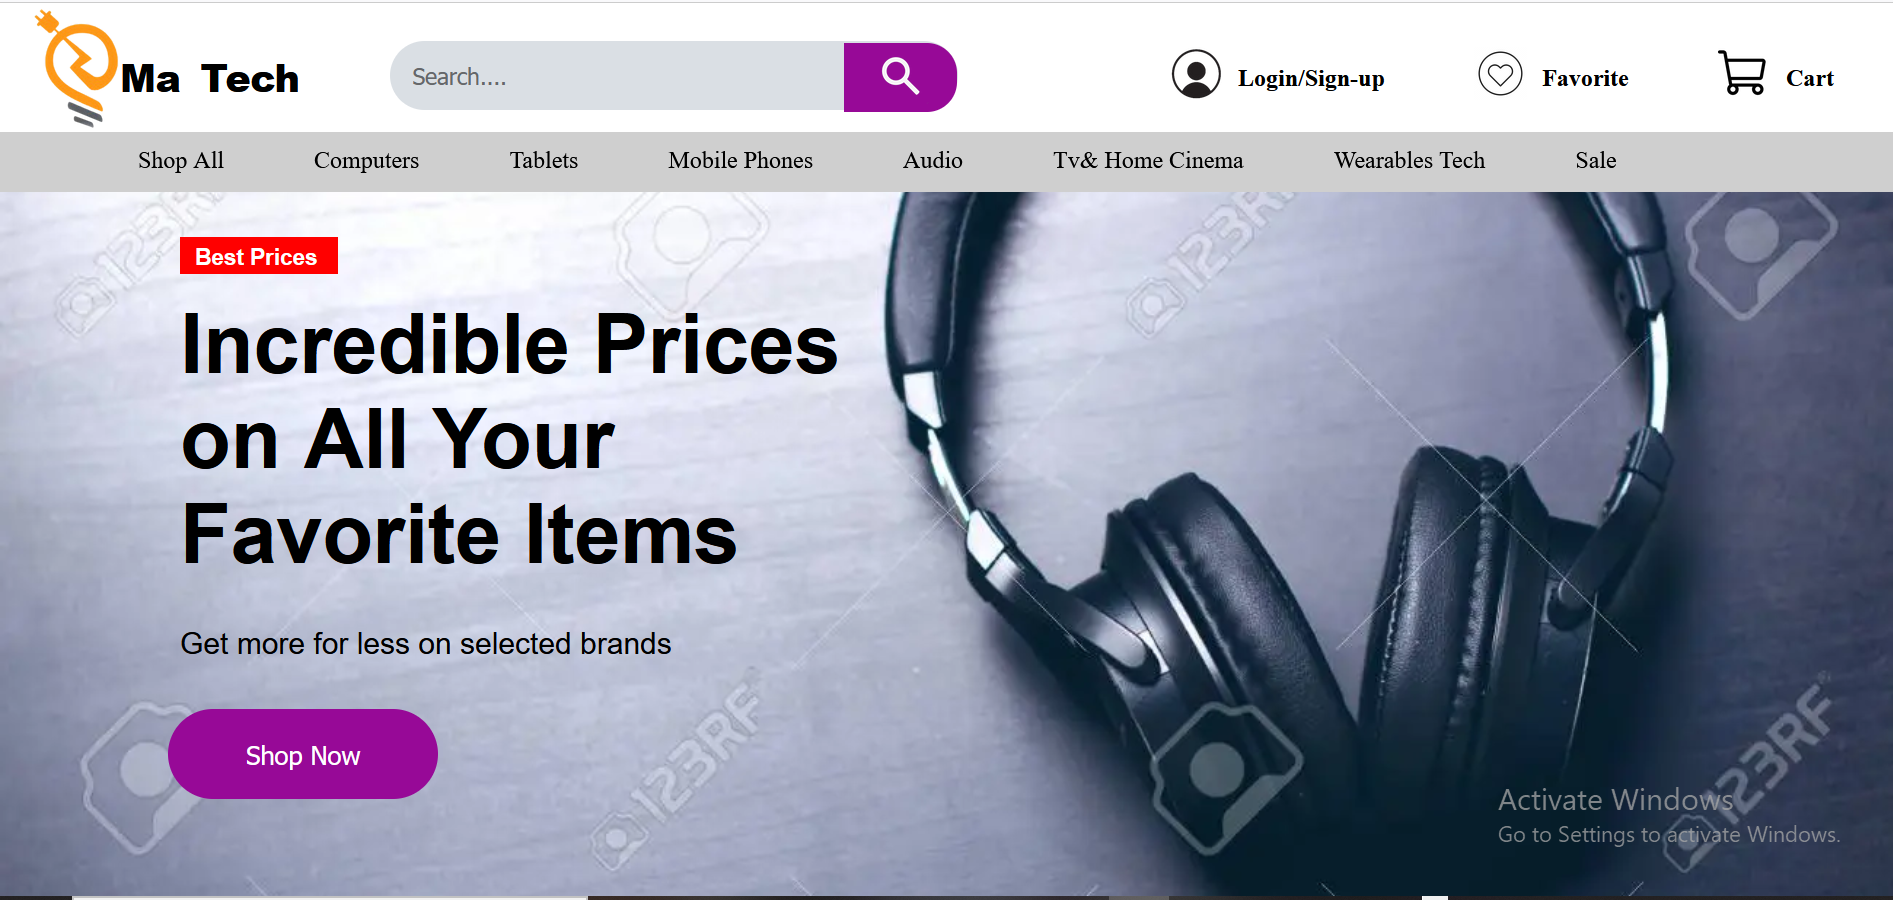 Ma Tech
Search....
Login/Sign-up
Favorite
Cart
Shop All
Computers
Tablets
Mobile Phones
Audio
Tv& Home Cinema
Wearables Tech
Sale
Best Prices
Incredible Prices
on All Your
Favorite Items
Get more for less on selected brands
Shop Now
123RF
123RF
123RF
123RF
Activate Windows
Go to Settings to activate Windows.